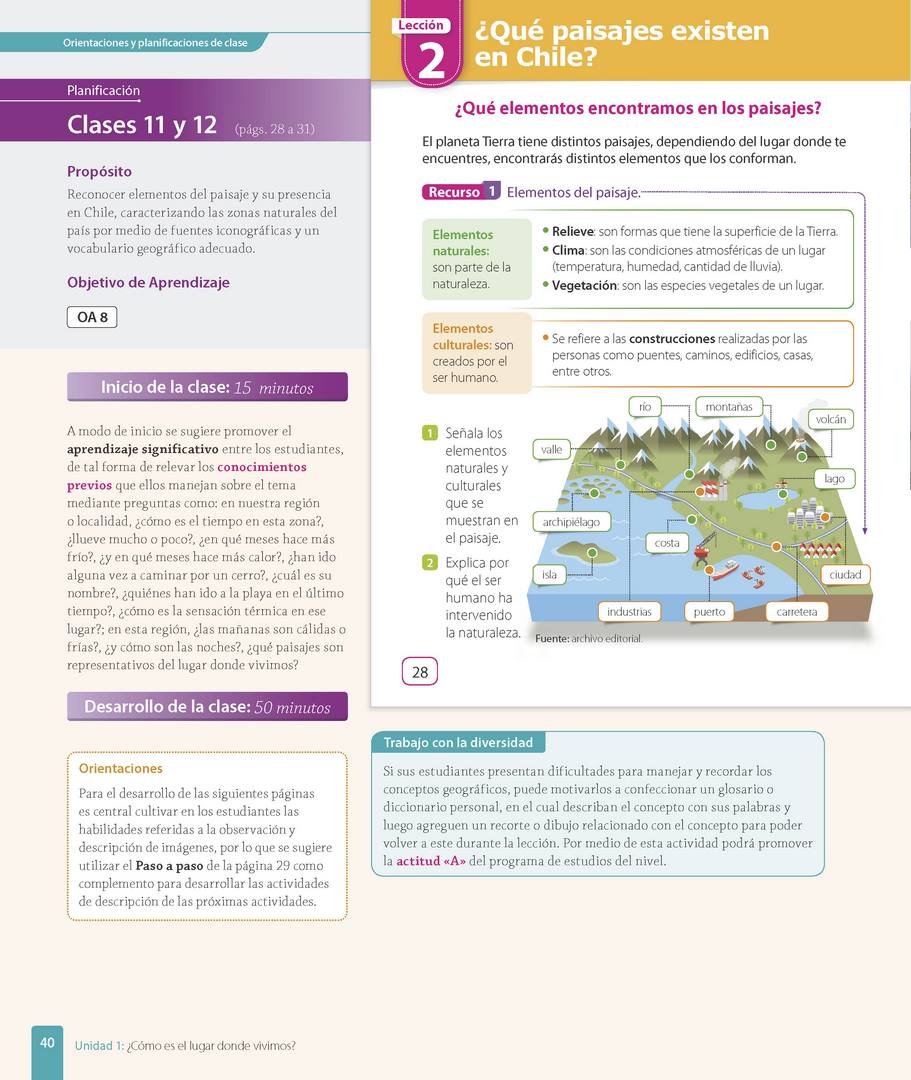 Orientaciones y planificaciones de clase
Planificación
Clases 11 y 12 (págs. 28 a 31)
Propósito
Reconocer elementos del paisaje y su presencia
en Chile, caracterizando las zonas naturales del
país por medio de fuentes iconográficas y un
vocabulario geográfico adecuado.
Objetivo de Aprendizaje
OA 8
Inicio de la clase: 15 minutos
A modo de inicio se sugiere promover el
aprendizaje significativo entre los estudiantes,
de tal forma de relevar los conocimientos
previos que ellos manejan sobre el tema
mediante preguntas como: en nuestra región
o localidad, ¿cómo es el tiempo en esta zona?,
¿llueve mucho o poco?, ¿en qué meses hace más
frío?, ¿y en qué meses hace más calor?, ¿han ido
alguna vez a caminar por un cerro?, ¿cuál es su
nombre?, ¿quiénes han ido a la playa en el último
tiempo?, ¿cómo es la sensación térmica en ese
lugar?; en esta región, ¿las mañanas son cálidas o
frías?, ¿y cómo son las noches?, ¿qué paisajes son
representativos del lugar donde vivimos?
Desarrollo de la clase: 50 minutos
Orientaciones
Para el desarrollo de las siguientes páginas
es central cultivar en los estudiantes las
habilidades referidas a la observación y
descripción de imágenes, por lo que se sugiere
utilizar el Paso a paso de la página 29 como
complemento para desarrollar las actividades
de descripción de las próximas actividades.
Lección
2
¿Qué paisajes existen
en Chile?
¿Qué elementos encontramos en los paisajes?
El planeta Tierra tiene distintos paisajes, dependiendo del lugar donde te
encuentres, encontrarás distintos elementos que los conforman.
Recurso 1 Elementos del paisaje.
Elementos
naturales:
son parte de la
naturaleza.
• Relieve: son formas que tiene la superficie de la Tierra.
• Clima: son las condiciones atmosféricas de un lugar
(temperatura, humedad, cantidad de lluvia).
• Vegetación: son las especies vegetales de un lugar.
Elementos
culturales: son
creados por el
ser humano.
• Se refiere a las construcciones realizadas por las
personas como puentes, caminos, edificios, casas,
entre otros.
1 Señala los
elementos
naturales y
culturales
que se
muestran en
el paisaje.
2 Explica por
qué el ser
humano ha
intervenido
la naturaleza.
río
montañas
volcán
valle
lago
archipiélago
costa
isla
ciudad
industrias
puerto
carretera
Fuente: archivo editorial.
28
Trabajo con la diversidad
Si sus estudiantes presentan dificultades para manejar y recordar los
conceptos geográficos, puede motivarlos a confeccionar un glosario o
diccionario personal, en el cual describan el concepto con sus palabras y
luego agreguen un recorte o dibujo relacionado con el concepto para poder
volver a este durante la lección. Por medio de esta actividad podrá promover
la actitud «A» del programa de estudios del nivel.
40
Unidad 1: ¿Cómo es el lugar donde vivimos?